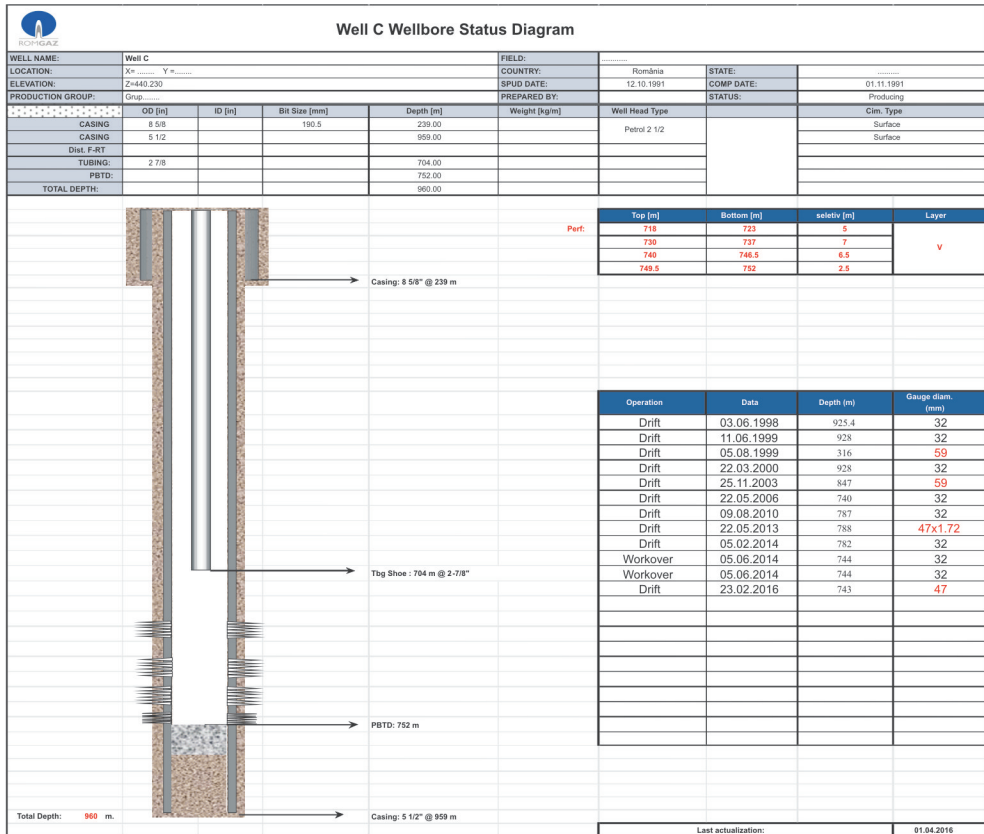 ROMGAZ
Well C Wellbore Status Diagram
WELL NAME: Well C FIELD: ............
LOCATION: X= ........ Y =........ COUNTRY: România STATE: .........
ELEVATION: Z=440.230 SPUD DATE: 12.10.1991 COMP DATE: 01.11.1991
PRODUCTION GROUP: Grup........ PREPARED BY: STATUS: Producing
OD [in] ID [in] Bit Size [mm] Depth [m] Weight [kg/m] Well Head Type Cim. Type
CASING 8 5/8 190.5 239.00 Petrol 2 1/2 Surface
CASING 5 1/2 959.00 Surface
Dist. F-RT
TUBING: 2 7/8 704.00
PBTD: 752.00
TOTAL DEPTH: 960.00
Top [m] Bottom [m] seletiv [m] Layer
Perf: 718 723 5 V
730 737 7
740 746.5 6.5
749.5 752 2.5
Casing: 8 5/8" @ 239 m
Operation Data Depth (m) Gauge diam. (mm)
Drift 03.06.1998 925.4 32
Drift 11.06.1999 928 32
Drift 05.08.1999 316 59
Drift 22.03.2000 928 32
Drift 25.11.2003 847 59
Drift 22.05.2006 740 32
Drift 09.08.2010 787 32
Drift 22.05.2013 788 47x1.72
Drift 05.02.2014 782 32
Workover 05.06.2014 744 32
Workover 05.06.2014 744 32
Drift 23.02.2016 743 47
Tbg Shoe : 704 m @ 2-7/8"
PBTD: 752 m
Total Depth: 960 m.
Casing: 5 1/2" @ 959 m
Last actualization: 01.04.2016